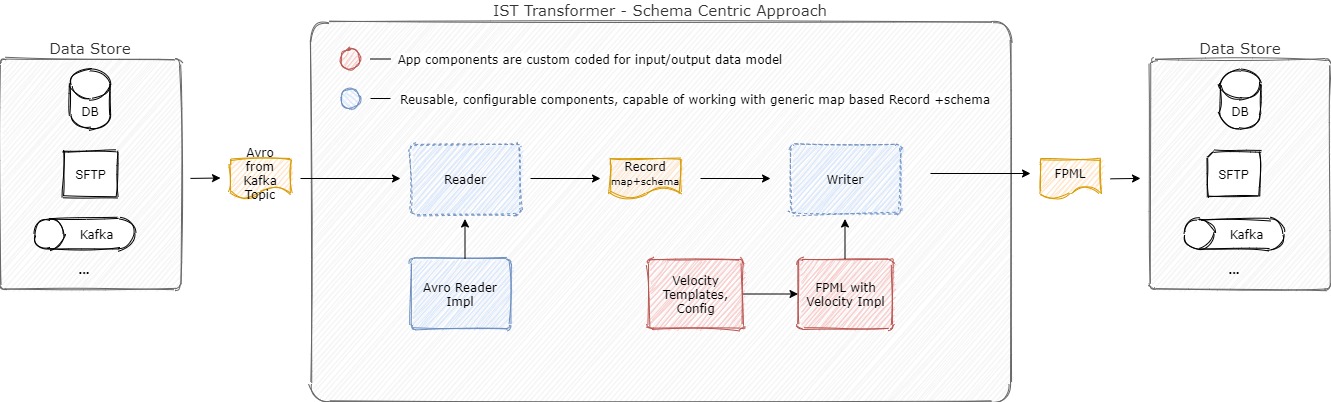 IST Transformer - Schema Centric Approach
Data Store
DB
SFTP
Kafka
...
Avro
from
Kafka
Topic
App components are custom coded for input/output data model
Reusable, configurable components, capable of working with generic map based Record +schema
Reader
Record
map+schema
Writer
Avro Reader
Impl
Velocity
Templates,
Config
FPML with
Velocity Impl
FPML
Data Store
DB
SFTP
Kafka
...